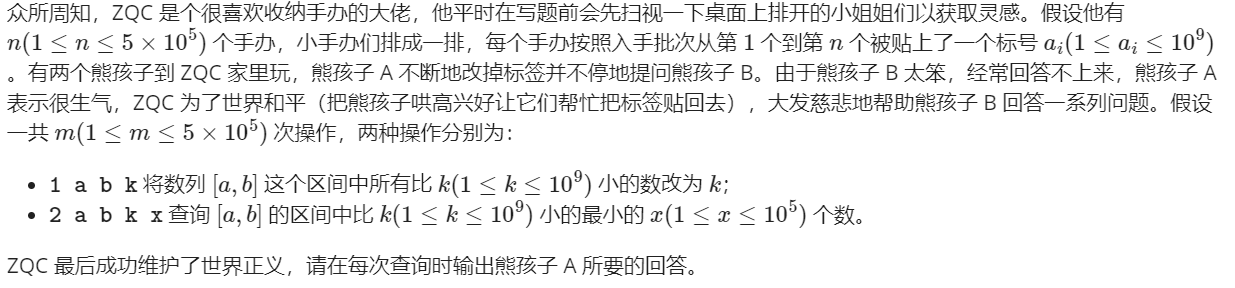 众所周知，ZQC 是个很喜欢收纳手办的大佬，他平时在写题前会先扫视一下桌面上排开的小姐姐们以获取灵感。假设他有
n(1 ≤ n ≤ 5 × 10⁵) 个手办，小手办们排成一排，每个手办按照入手批次从第 1 个到第 n 个被贴上了一个标号 aᵢ(1 ≤ aᵢ ≤ 10⁹)
。有两个熊孩子到 ZQC 家里玩，熊孩子 A 不断地改掉标签并不停地提问熊孩子 B。由于熊孩子 B 太笨，经常回答不上来，熊孩子 A
表示很生气，ZQC 为了世界和平（把熊孩子哄高兴好让它们帮忙把标签贴回去），大发慈悲地帮助熊孩子 B 回答一系列问题。假设
一共 m(1 ≤ m ≤ 5 × 10⁵) 次操作，两种操作分别为：
• 1 a b k 将数列 [a, b] 这个区间中所有比 k(1 ≤ k ≤ 10⁹) 小的数改为 k；
• 2 a b k x 查询 [a, b] 的区间中比 k(1 ≤ k ≤ 10⁹) 小的最小的 x(1 ≤ x ≤ 10⁵) 个数。
ZQC 最后成功维护了世界正义，请在每次查询时输出熊孩子 A 所要的回答。